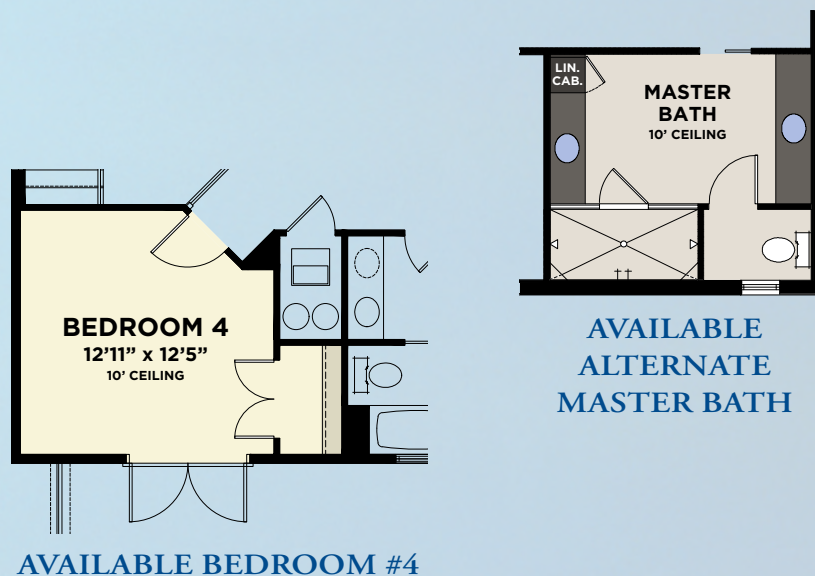 LIN.
CAB.
MASTER
BATH
10' CEILING
AVAILABLE
ALTERNATE
MASTER BATH
BEDROOM 4
12'11” x 12'5”
10' CEILING
AVAILABLE BEDROOM #4